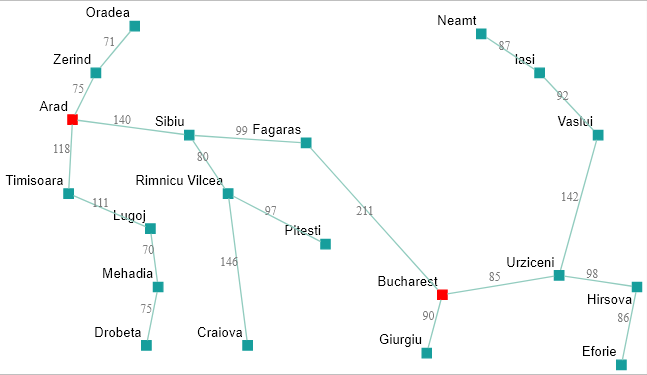 Oradea
Neamt
71
87
Zerind
Iasi
75
92
Arad
140
Sibiu
99
Fagaras
Vaslui
118
80
Timisoara
111
Rimnicu Vilcea
97
211
142
Lugoj
Pitesti
70
146
Mehadia
Bucharest
85
Urziceni
98
Hirsova
75
90
86
Drobeta
Craiova
Giurgiu
Eforie